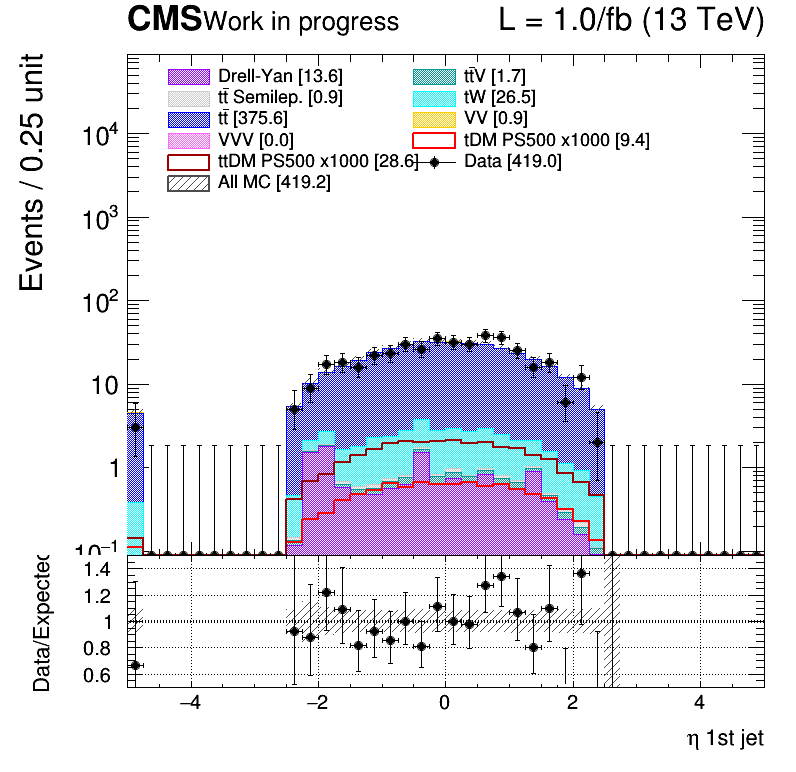 CMS Work in progress L = 1.0/fb (13 TeV)
Drell-Yan [13.6] tt̄V [1.7]
tt̄ Semilep. [0.9] tW [26.5]
tt̄ [375.6] VV [0.9]
VVV [0.0] tDM PS500 x1000 [9.4]
ttDM PS500 x1000 [28.6] Data [419.0]
All MC [419.2]
Events / 0.25 unit
10⁴
10³
10²
10
1
10⁻¹
Data/Expected
1.4
1.2
1
0.8
0.6
−4 −2 0 2 4
η 1st jet